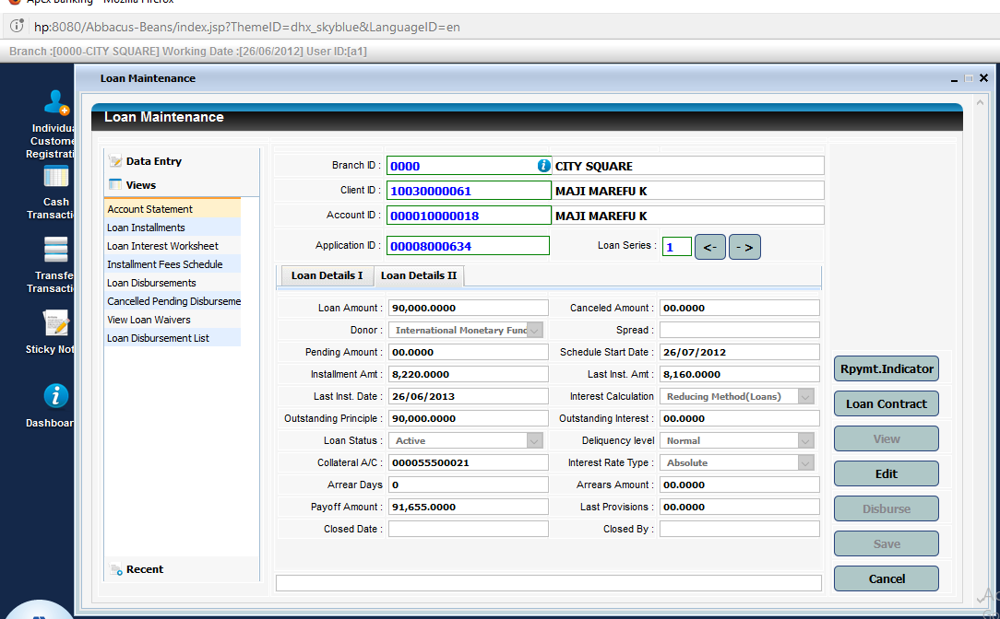 Apex Banking - Mozilla Firefox
hp:8080/Abbacus-Beans/index.jsp?ThemeID=dhx_skyblue&LanguageID=en
Branch :[0000-CITY SQUARE] Working Date :[26/06/2012] User ID:[a1]
Individu
Custome
Registrati
Cash
Transacti
Transfe
Transacti
Sticky Not
Dashboar
Loan Maintenance
Loan Maintenance
Data Entry
Views
Account Statement
Loan Installments
Loan Interest Worksheet
Installment Fees Schedule
Loan Disbursements
Cancelled Pending Disburseme
View Loan Waivers
Loan Disbursement List
Recent
Branch ID : 0000 CITY SQUARE
Client ID : 10030000061 MAJI MAREFU K
Account ID : 000010000018 MAJI MAREFU K
Application ID : 00008000634 Loan Series : 1 <- - >
Loan Details I Loan Details II
Loan Amount : 90,000.0000 Canceled Amount : 00.0000
Donor : International Monetary Func Spread :
Pending Amount : 00.0000 Schedule Start Date : 26/07/2012
Installment Amt : 8,220.0000 Last Inst. Amt : 8,160.0000
Last Inst. Date : 26/06/2013 Interest Calculation Reducing Method(Loans)
Outstanding Principle : 90,000.0000 Outstanding Interest : 00.0000
Loan Status : Active Deliquency level Normal
Collateral A/C : 000055500021 Interest Rate Type : Absolute
Arrear Days 0 Arrears Amount : 00.0000
Payoff Amount : 91,655.0000 Last Provisions : 00.0000
Closed Date : Closed By :
Rpymt.Indicator
Loan Contract
View
Edit
Disburse
Save
Cancel